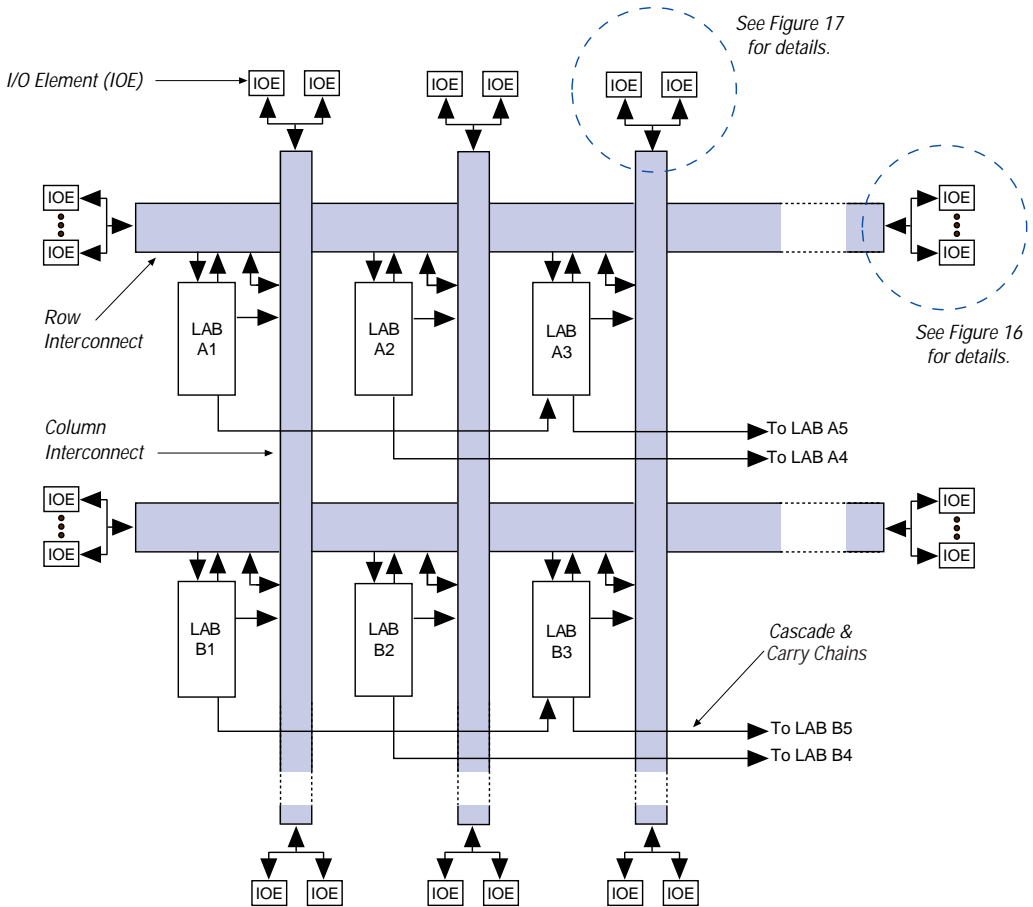 See Figure 17
for details.
I/O Element (IOE)
IOE IOE IOE IOE IOE IOE
IOE IOE
IOE IOE
Row
Interconnect
LAB
A1
LAB
A2
LAB
A3
See Figure 16
for details.
Column
Interconnect
To LAB A5
To LAB A4
IOE IOE
IOE IOE
LAB
B1
LAB
B2
LAB
B3
Cascade &
Carry Chains
To LAB B5
To LAB B4
IOE IOE IOE IOE IOE IOE